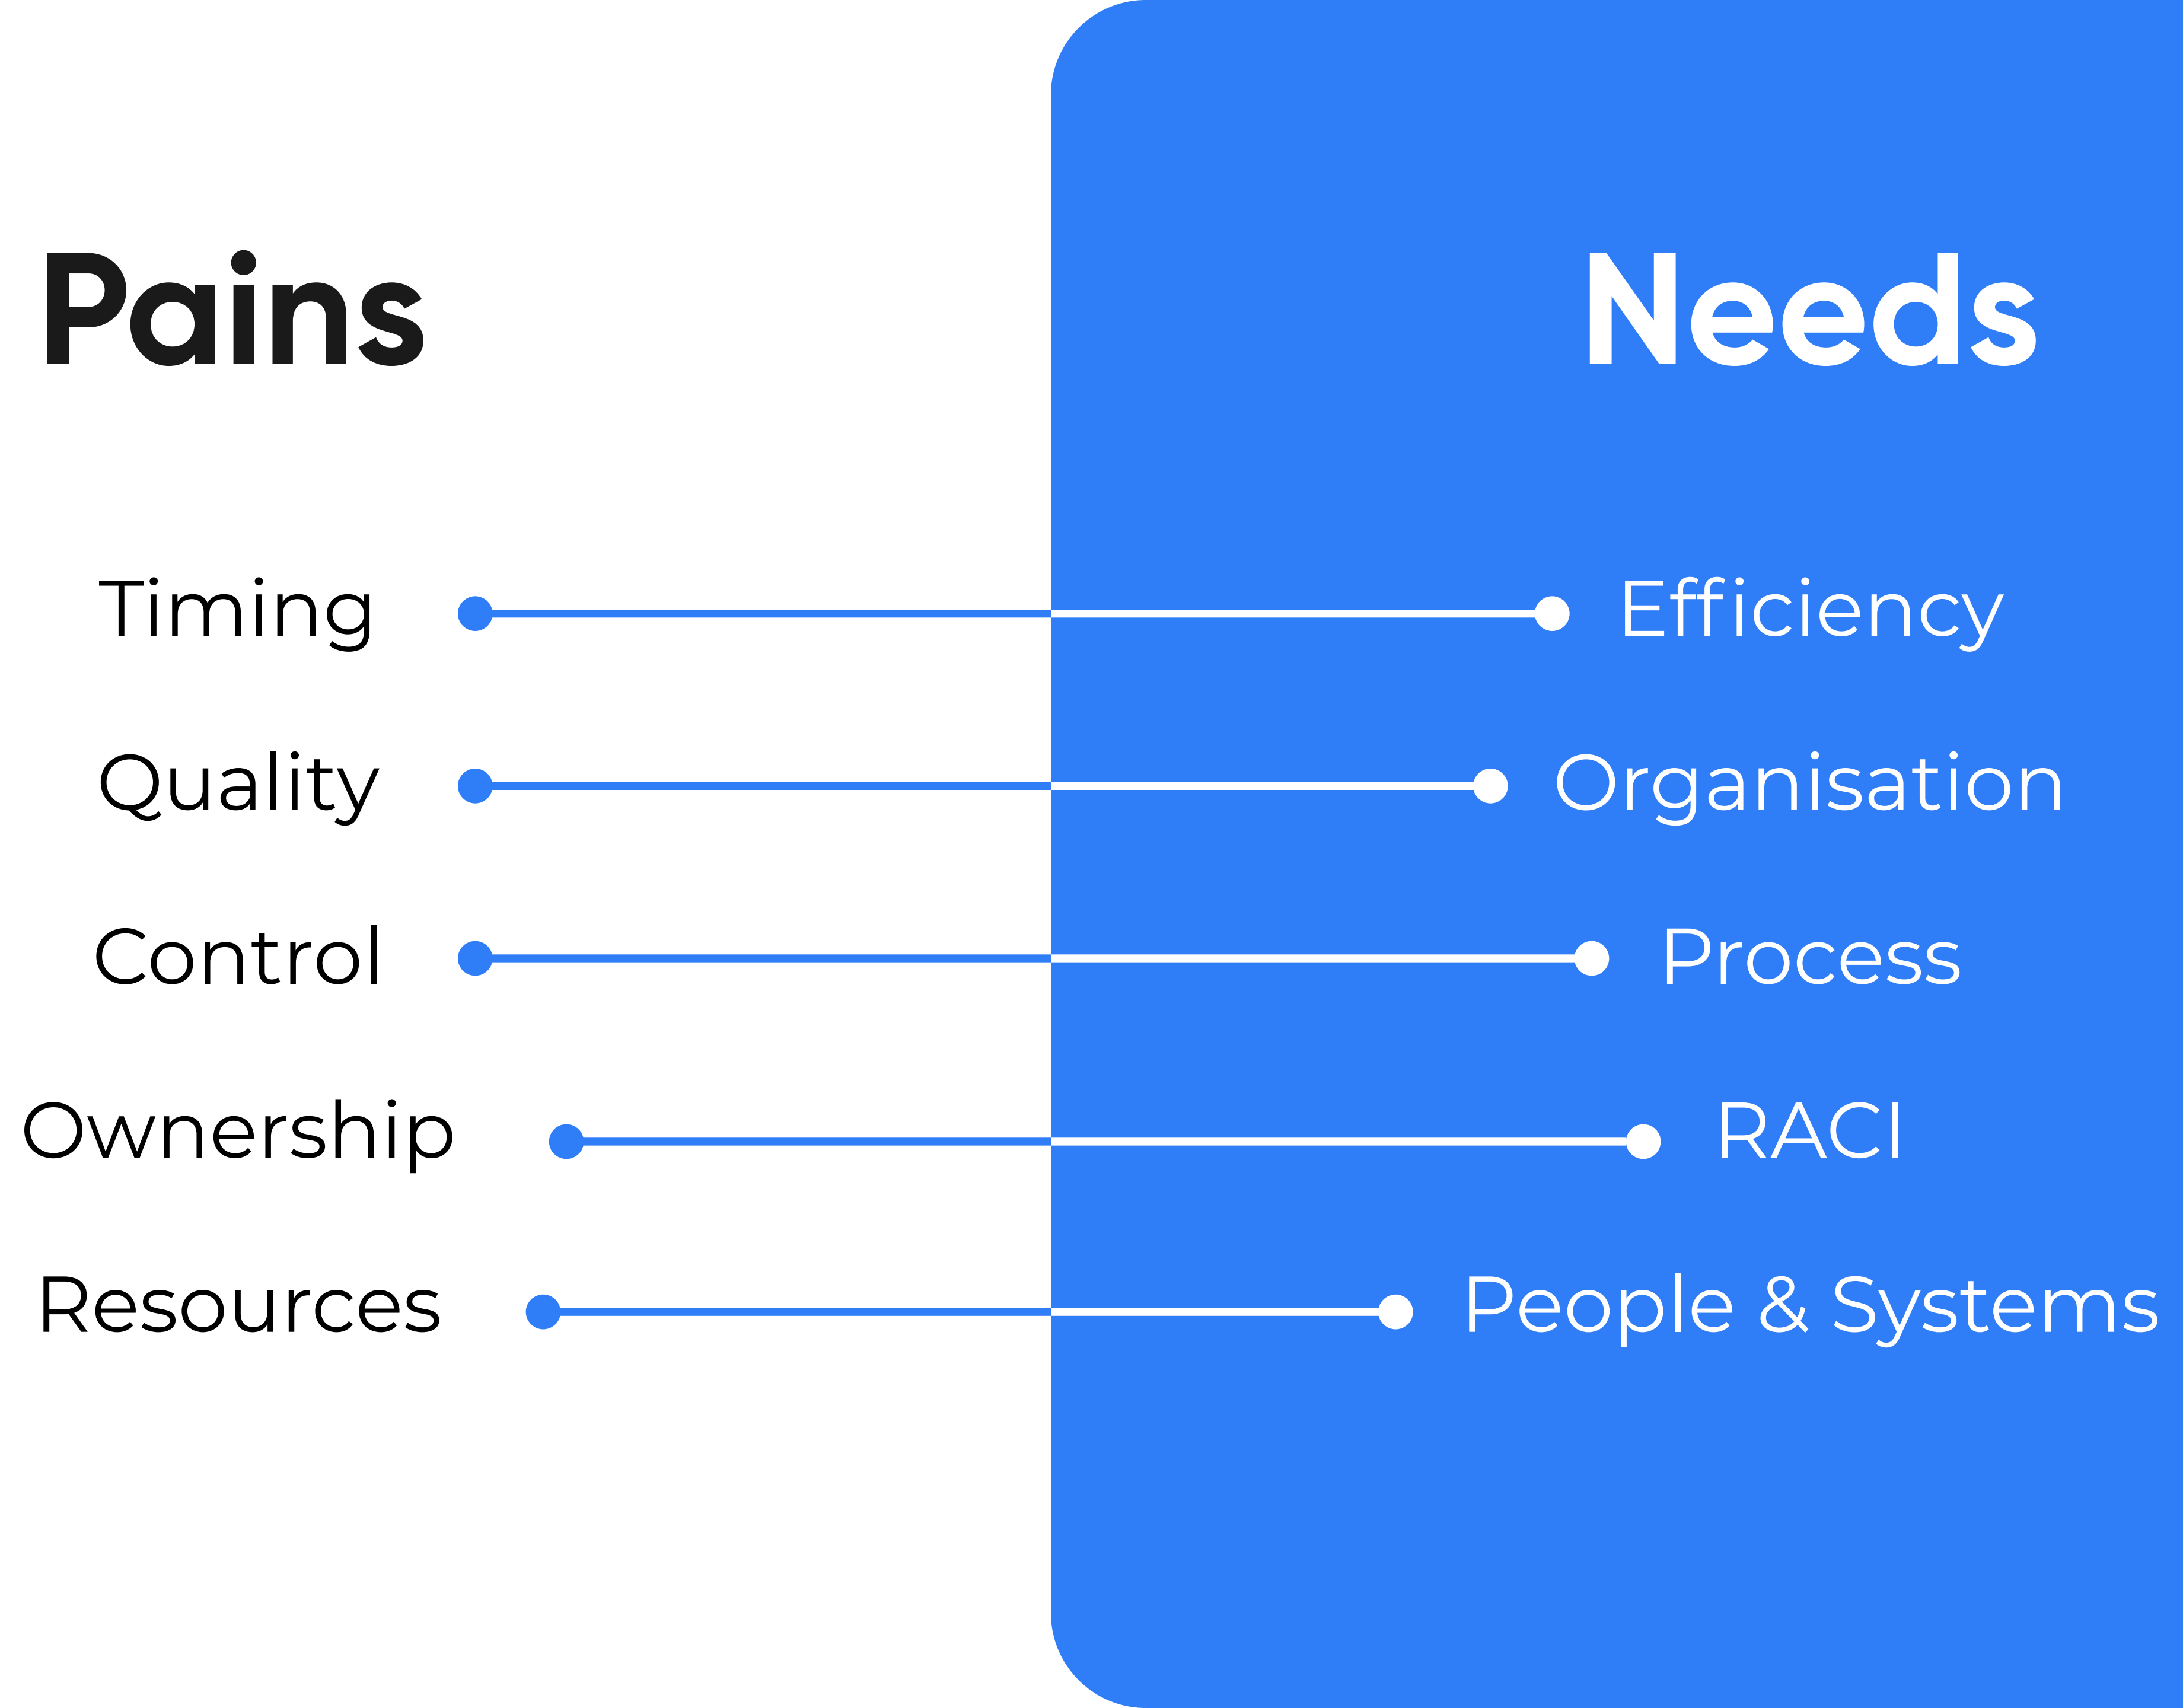 Pains
Needs
Timing
Efficiency
Quality
Organisation
Control
Process
Ownership
RACI
Resources
People & Systems